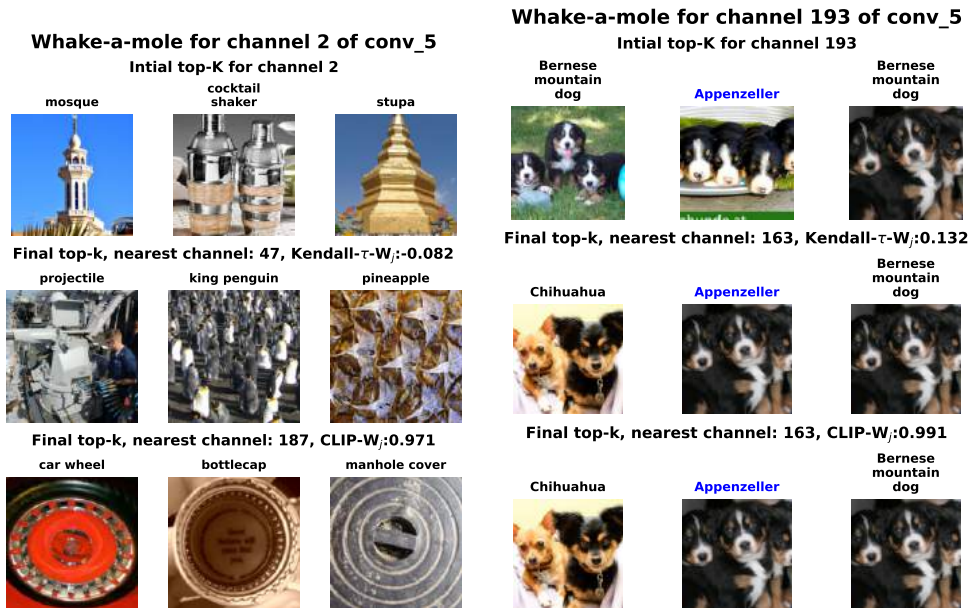 Whake-a-mole for channel 2 of conv_5
Intial top-K for channel 2
mosque
cocktail
shaker
stupa
Final top-k, nearest channel: 47, Kendall-τ-Wj:-0.082
projectile
king penguin
pineapple
Final top-k, nearest channel: 187, CLIP-Wj:0.971
car wheel
bottlecap
manhole cover
Whake-a-mole for channel 193 of conv_5
Intial top-K for channel 193
Bernese
mountain
dog
Appenzeller
Bernese
mountain
dog
Final top-k, nearest channel: 163, Kendall-τ-Wj:0.132
Chihuahua
Appenzeller
Bernese
mountain
dog
Final top-k, nearest channel: 163, CLIP-Wj:0.991
Chihuahua
Appenzeller
Bernese
mountain
dog